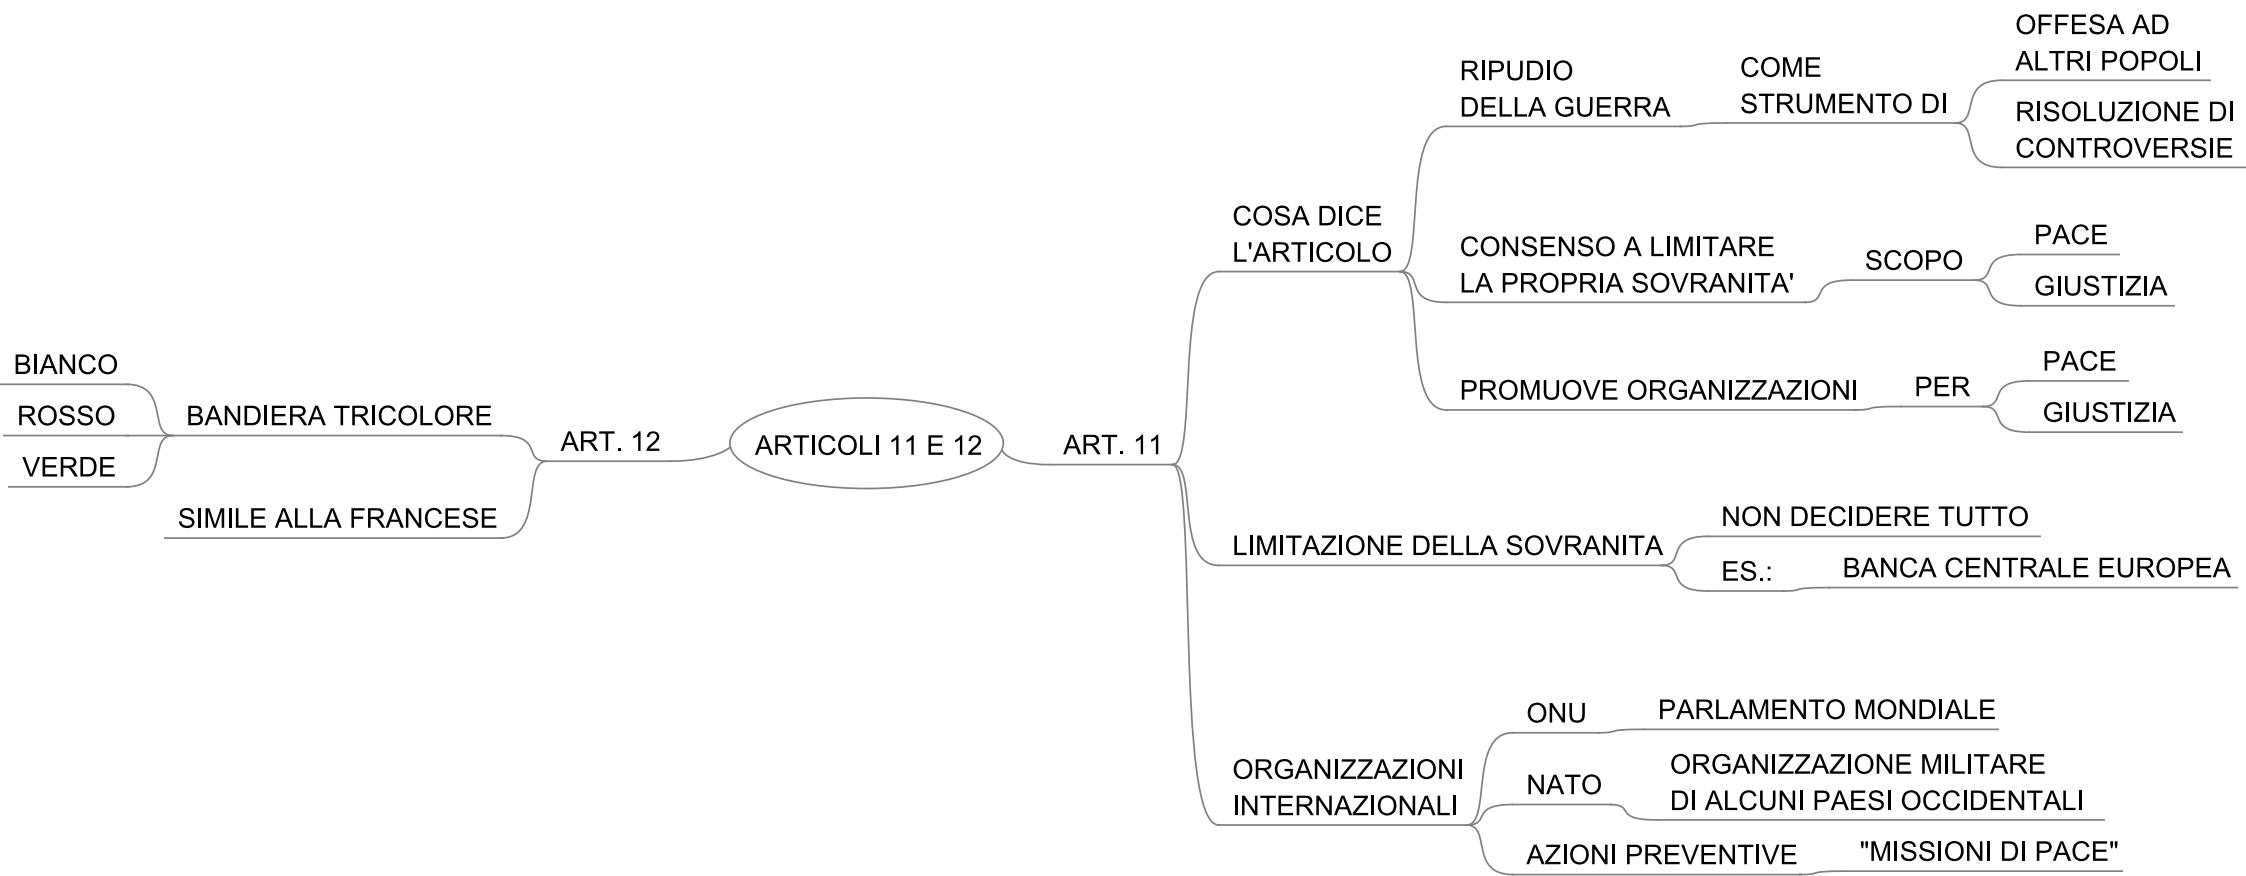 OFFESA AD
ALTRI POPOLI
RIPUDIO
DELLA GUERRA
COME
STRUMENTO DI
RISOLUZIONE DI
CONTROVERSIE
COSA DICE
L'ARTICOLO
CONSENSO A LIMITARE
LA PROPRIA SOVRANITA'
SCOPO
PACE
GIUSTIZIA
PROMUOVE ORGANIZZAZIONI
PER
PACE
GIUSTIZIA
BIANCO
ROSSO
VERDE
BANDIERA TRICOLORE
SIMILE ALLA FRANCESE
ART. 12
ARTICOLI 11 E 12
ART. 11
LIMITAZIONE DELLA SOVRANITA
NON DECIDERE TUTTO
ES.:
BANCA CENTRALE EUROPEA
ORGANIZZAZIONI
INTERNAZIONALI
ONU
PARLAMENTO MONDIALE
NATO
ORGANIZZAZIONE MILITARE
DI ALCUNI PAESI OCCIDENTALI
AZIONI PREVENTIVE
"MISSIONI DI PACE"